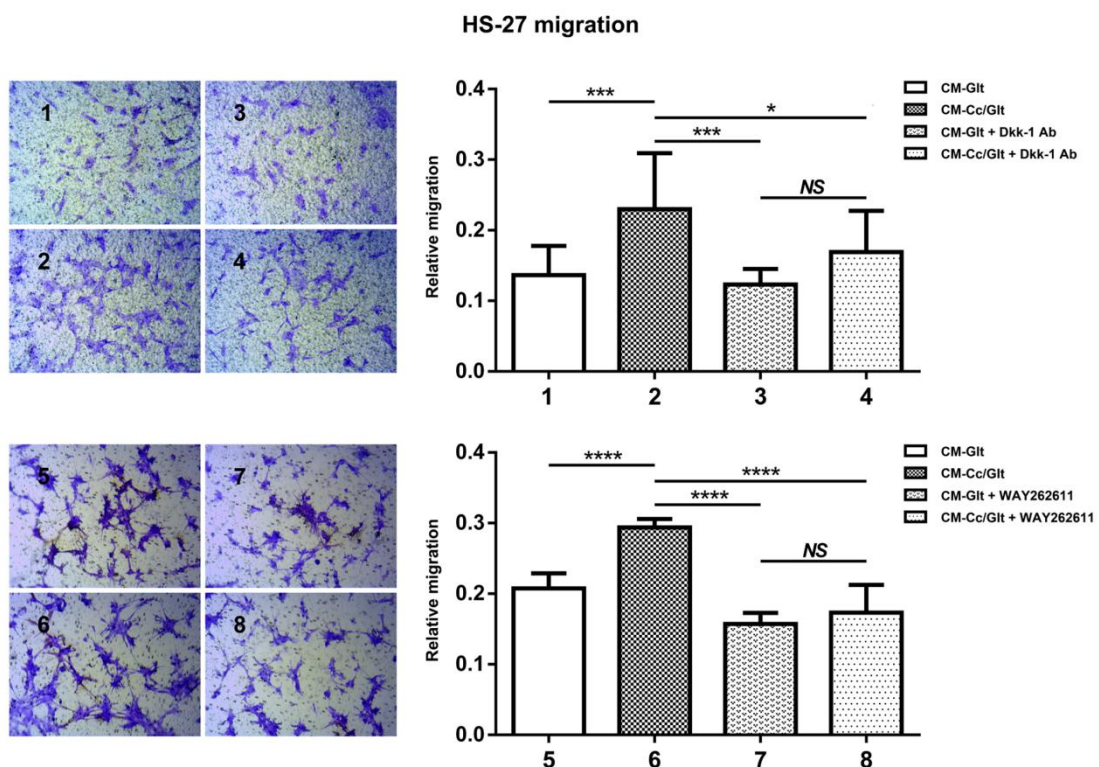 HS-27 migration
1
3
2
4
Relative migration
0.4
0.3
0.2
0.1
0.0
***
*
***
NS
1 2 3 4
CM-Glt
CM-Cc/Glt
CM-Glt + Dkk-1 Ab
CM-Cc/Glt + Dkk-1 Ab
5
7
6
8
Relative migration
0.4
0.3
0.2
0.1
0.0
****
****
****
NS
5 6 7 8
CM-Glt
CM-Cc/Glt
CM-Glt + WAY262611
CM-Cc/Glt + WAY262611